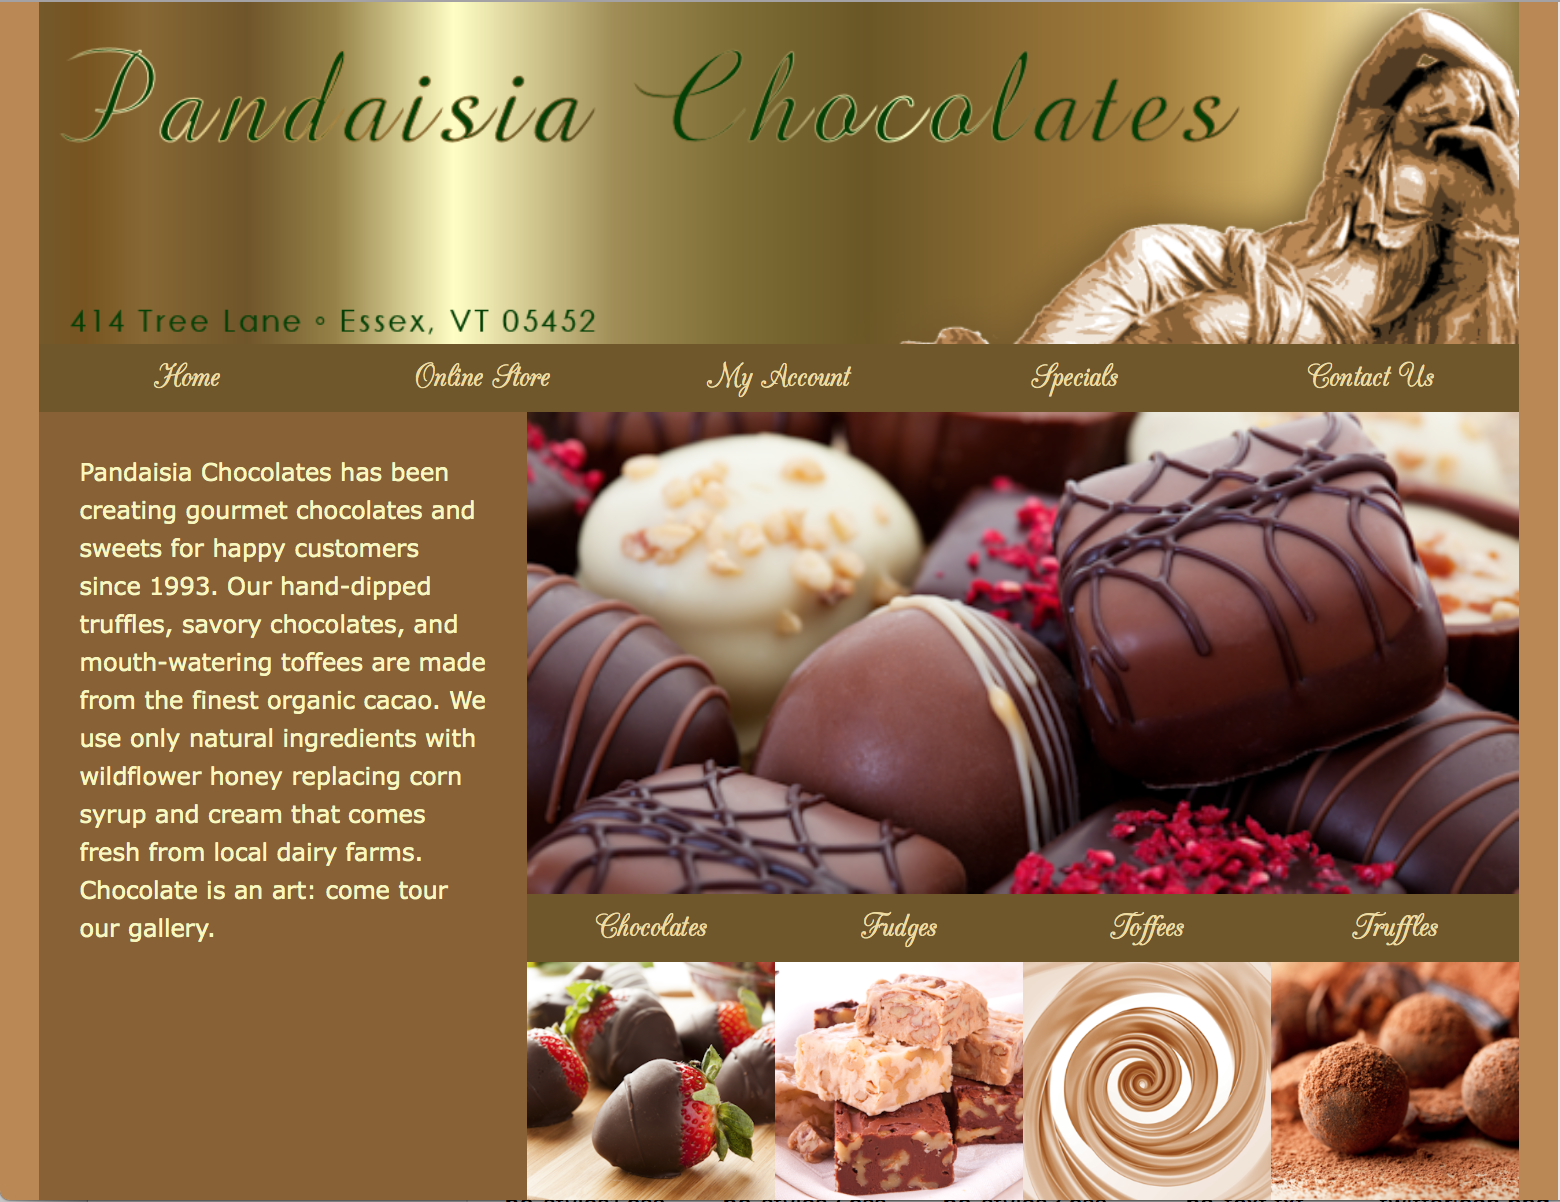 Pandaisia Chocolates
414 Tree Lane ◦ Essex, VT 05452
Home Online Store My Account Specials Contact Us
Pandaisia Chocolates has been
creating gourmet chocolates and
sweets for happy customers
since 1993. Our hand-dipped
truffles, savory chocolates, and
mouth-watering toffees are made
from the finest organic cacao. We
use only natural ingredients with
wildflower honey replacing corn
syrup and cream that comes
fresh from local dairy farms.
Chocolate is an art: come tour
our gallery.
Chocolates Fudges Toffees Truffles